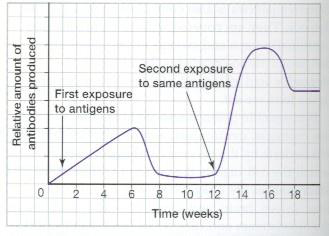 Relative amount of
antibodies produced
First exposure
to antigens
Second exposure
to same antigens
0 2 4 6 8 10 12 14 16 18
Time (weeks)